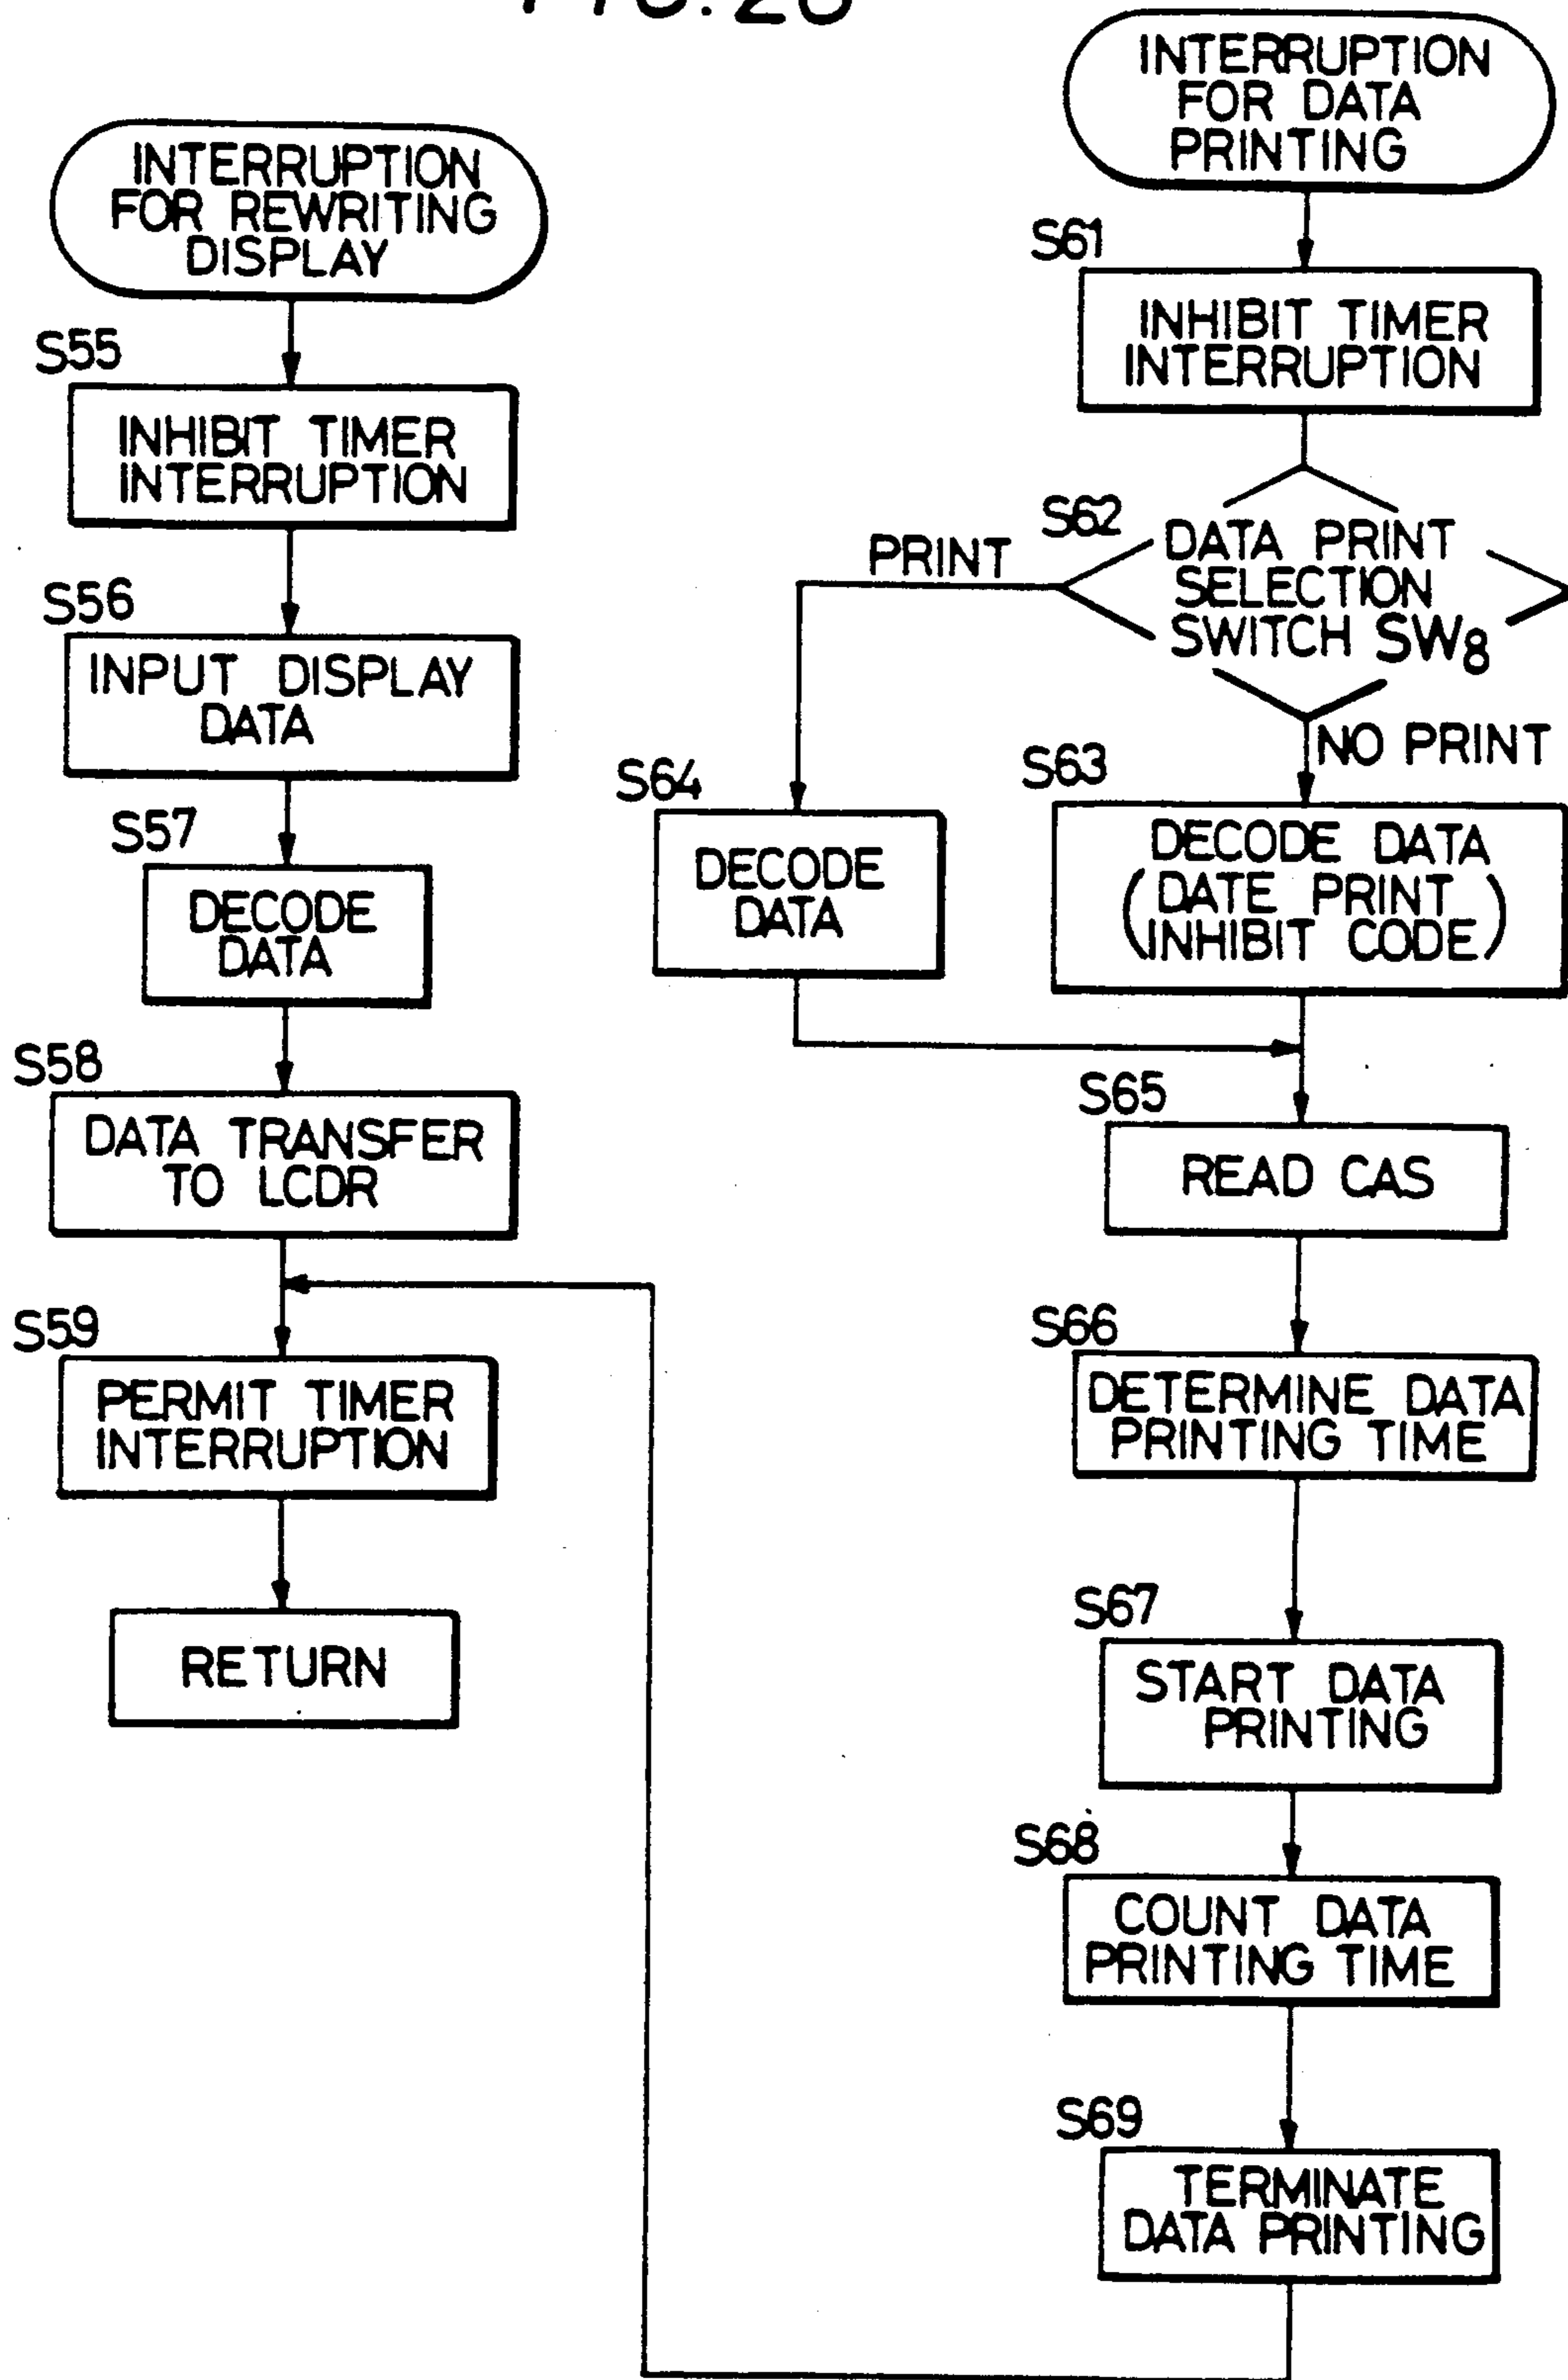 INTERRUPTION
FOR REWRITING
DISPLAY
S55
INHIBIT TIMER
INTERRUPTION
S56
INPUT DISPLAY
DATA
S57
DECODE
DATA
S58
DATA TRANSFER
TO LCDR
S59
PERMIT TIMER
INTERRUPTION
RETURN
INTERRUPTION
FOR DATA
PRINTING
S61
INHIBIT TIMER
INTERRUPTION
S62
DATA PRINT
SELECTION
SWITCH SW8
PRINT
NO PRINT
S64
DECODE
DATA
S63
DECODE DATA
(DATE PRINT
INHIBIT CODE)
S65
READ CAS
S66
DETERMINE DATA
PRINTING TIME
S67
START DATA
PRINTING
S68
COUNT DATA
PRINTING TIME
S69
TERMINATE
DATA PRINTING